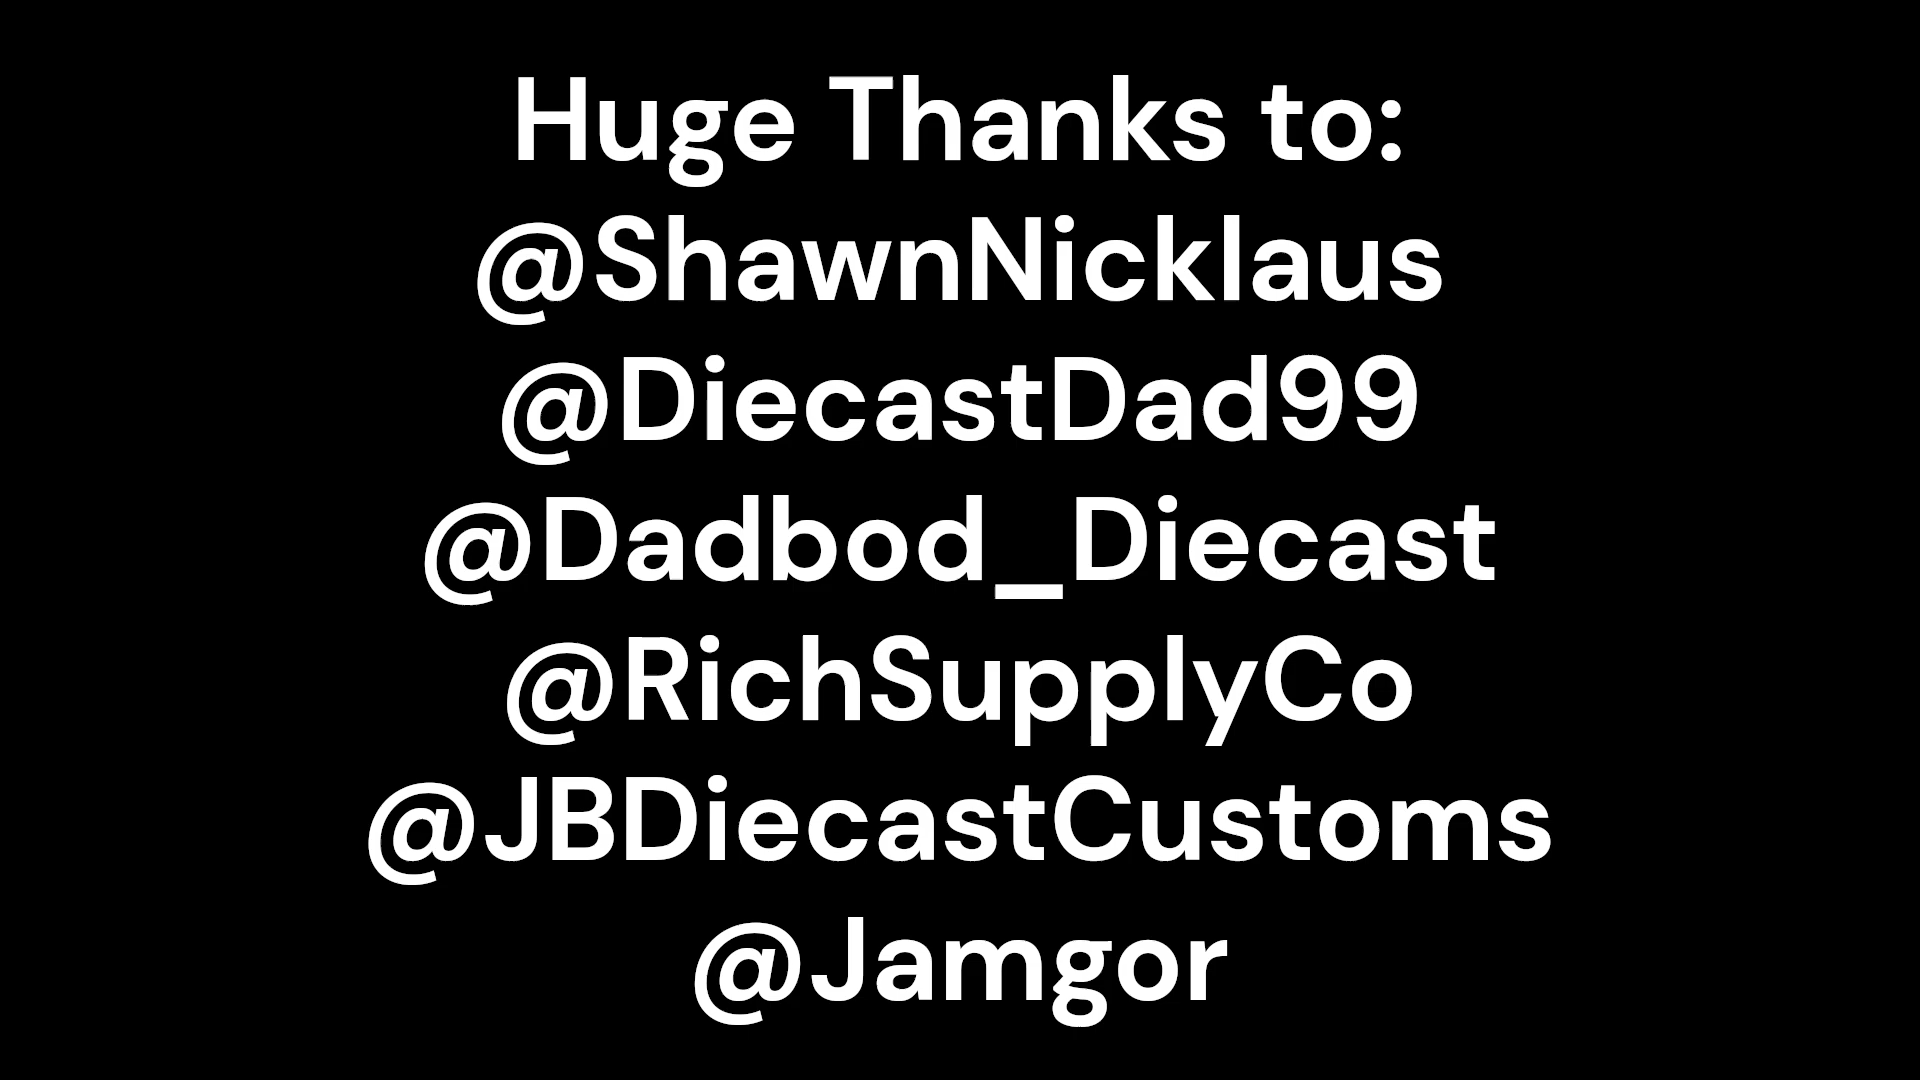 Huge Thanks to:
@ShawnNicklaus
@DiecastDad99
@Dadbod_Diecast
@RichSupplyCo
@JBDiecastCustoms
@Jamgor